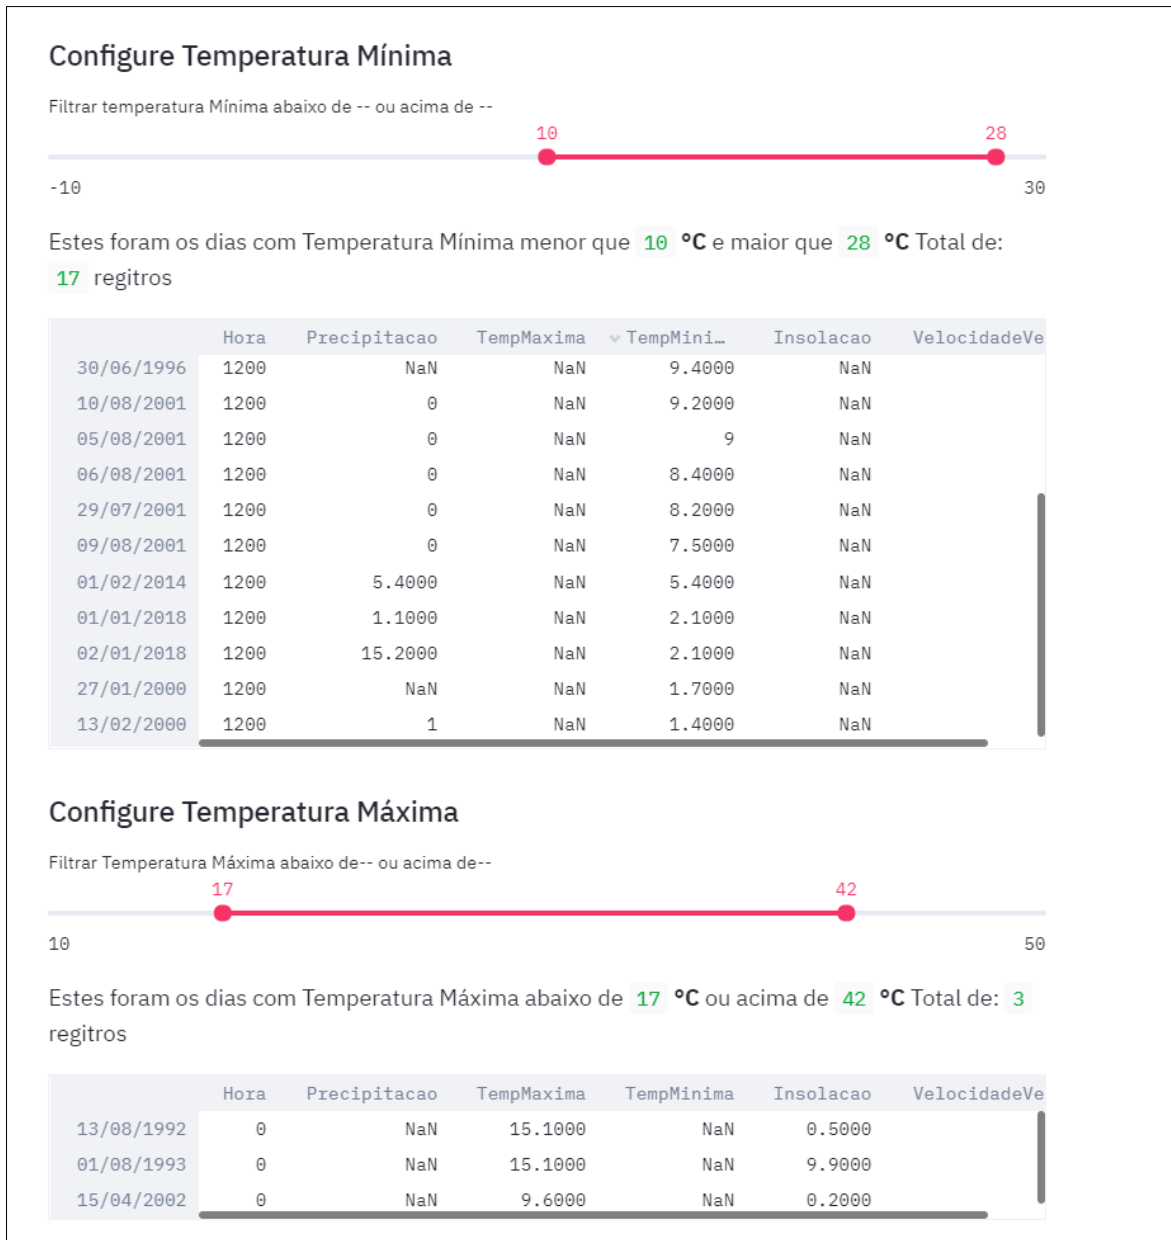 Configure Temperatura Mínima
Filtrar temperatura Mínima abaixo de -- ou acima de --
10 28
-10 30
Estes foram os dias com Temperatura Mínima menor que 10 °C e maior que 28 °C Total de:
17 regitros
Hora Precipitacao TempMaxima TempMini… Insolacao VelocidadeVe
30/06/1996 1200 NaN NaN 9.4000 NaN
10/08/2001 1200 0 NaN 9.2000 NaN
05/08/2001 1200 0 NaN 9 NaN
06/08/2001 1200 0 NaN 8.4000 NaN
29/07/2001 1200 0 NaN 8.2000 NaN
09/08/2001 1200 0 NaN 7.5000 NaN
01/02/2014 1200 5.4000 NaN 5.4000 NaN
01/01/2018 1200 1.1000 NaN 2.1000 NaN
02/01/2018 1200 15.2000 NaN 2.1000 NaN
27/01/2000 1200 NaN NaN 1.7000 NaN
13/02/2000 1200 1 NaN 1.4000 NaN
Configure Temperatura Máxima
Filtrar Temperatura Máxima abaixo de-- ou acima de--
17 42
10 50
Estes foram os dias com Temperatura Máxima abaixo de 17 °C ou acima de 42 °C Total de: 3
regitros
Hora Precipitacao TempMaxima TempMinima Insolacao VelocidadeVe
13/08/1992 0 NaN 15.1000 NaN 0.5000
01/08/1993 0 NaN 15.1000 NaN 9.9000
15/04/2002 0 NaN 9.6000 NaN 0.2000